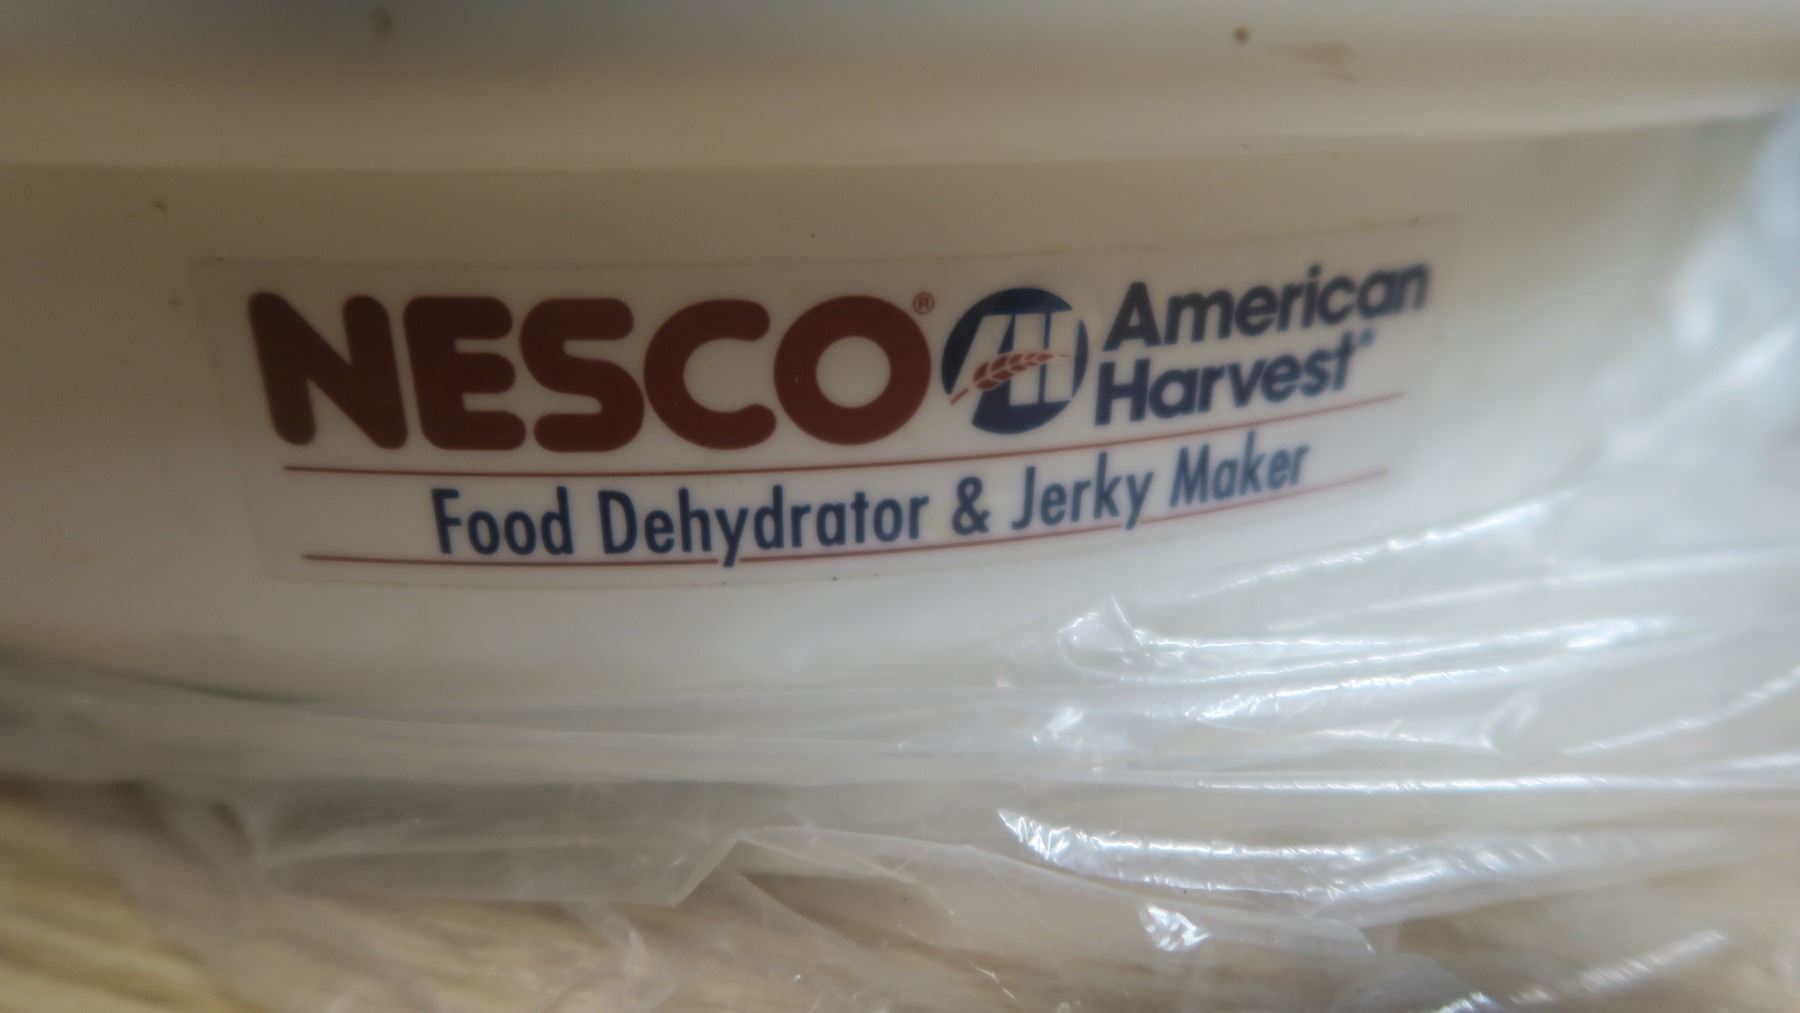 NESCO® American
Harvest®
Food Dehydrator & Jerky Maker